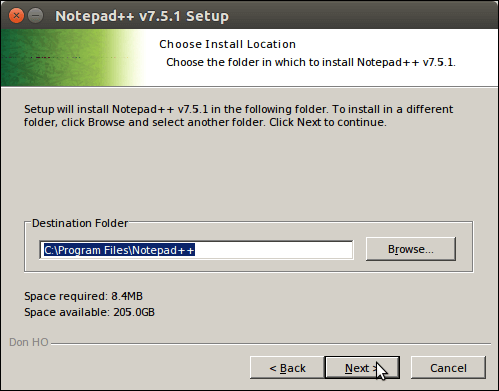 Notepad++ v7.5.1 Setup
Choose Install Location
Choose the folder in which to install Notepad++ v7.5.1.
Setup will install Notepad++ v7.5.1 in the following folder. To install in a different
folder, click Browse and select another folder. Click Next to continue.
Destination Folder
C:\Program Files\Notepad++
Browse...
Space required: 8.4MB
Space available: 205.0GB
Don HO
< Back
Next >
Cancel